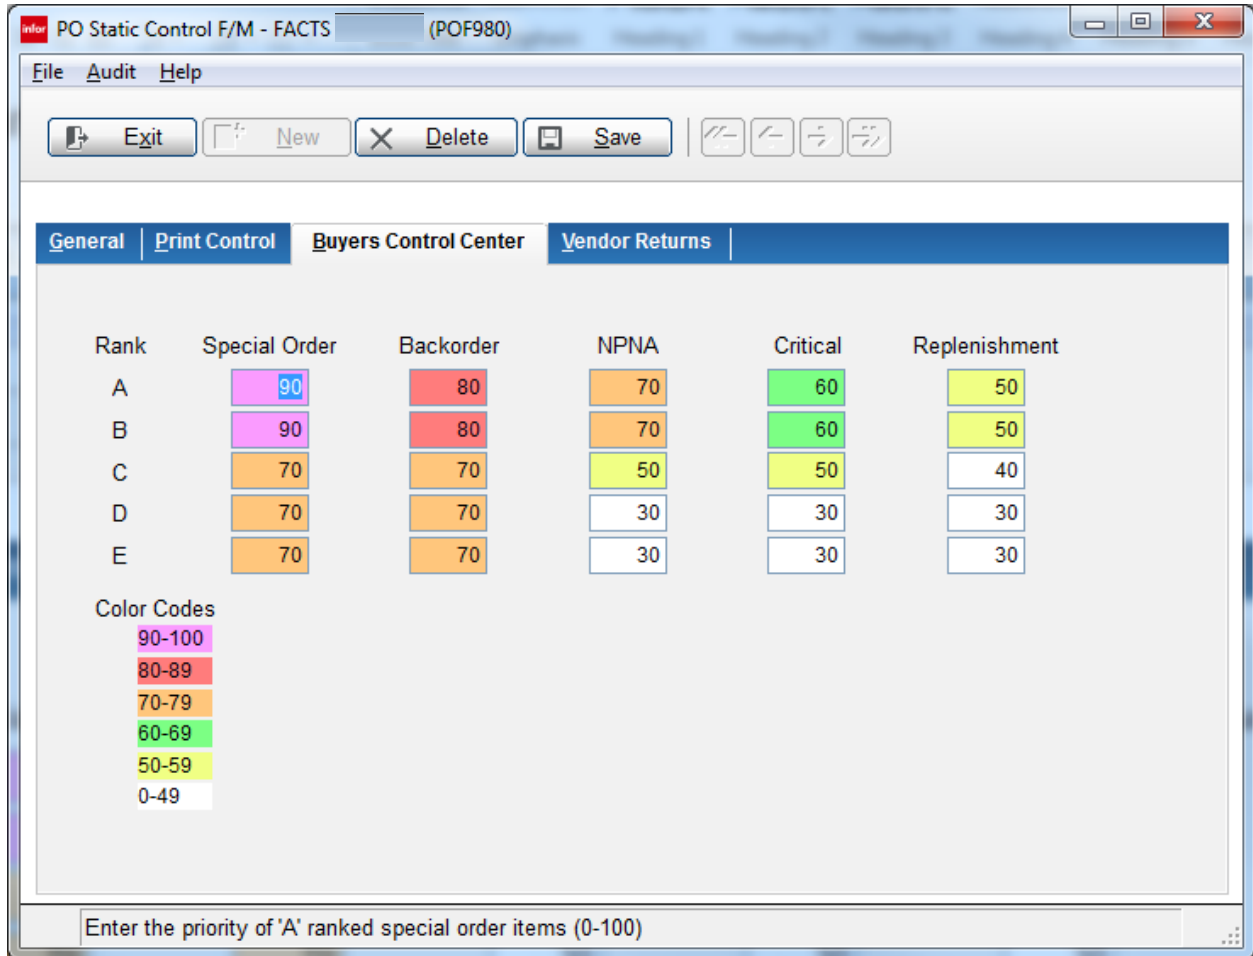 infor PO Static Control F/M - FACTS (POF980)
File Audit Help
Exit New Delete Save
General Print Control Buyers Control Center Vendor Returns
Rank Special Order Backorder NPNA Critical Replenishment
A 90 80 70 60 50
B 90 80 70 60 50
C 70 70 50 50 40
D 70 70 30 30 30
E 70 70 30 30 30
Color Codes
90-100
80-89
70-79
60-69
50-59
0-49
Enter the priority of 'A' ranked special order items (0-100)